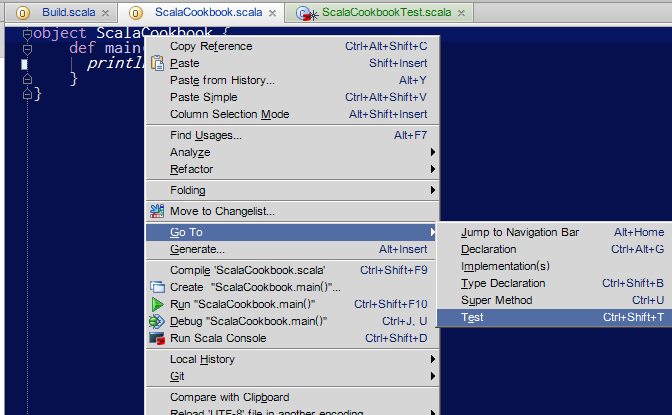 Build.scala
ScalaCookbook.scala
ScalaCookbookTest.scala
object ScalaCookbook {
def main
println
}
}
Copy Reference Ctrl+Alt+Shift+C
Paste Shift+Insert
Paste from History... Alt+Y
Paste Simple Ctrl+Alt+Shift+V
Column Selection Mode Alt+Shift+Insert
Find Usages... Alt+F7
Analyze
Refactor
Folding
Move to Changelist...
Go To
Generate... Alt+Insert
Compile 'ScalaCookbook.scala' Ctrl+Shift+F9
Create "ScalaCookbook.main()"...
Run "ScalaCookbook.main()" Ctrl+Shift+F10
Debug "ScalaCookbook.main()" Ctrl+J, U
Run Scala Console Ctrl+Shift+D
Local History
Git
Compare with Clipboard
Reload 'UTF-8' file in another encoding
Jump to Navigation Bar Alt+Home
Declaration Ctrl+Alt+G
Implementation(s)
Type Declaration Ctrl+Shift+B
Super Method Ctrl+U
Test Ctrl+Shift+T